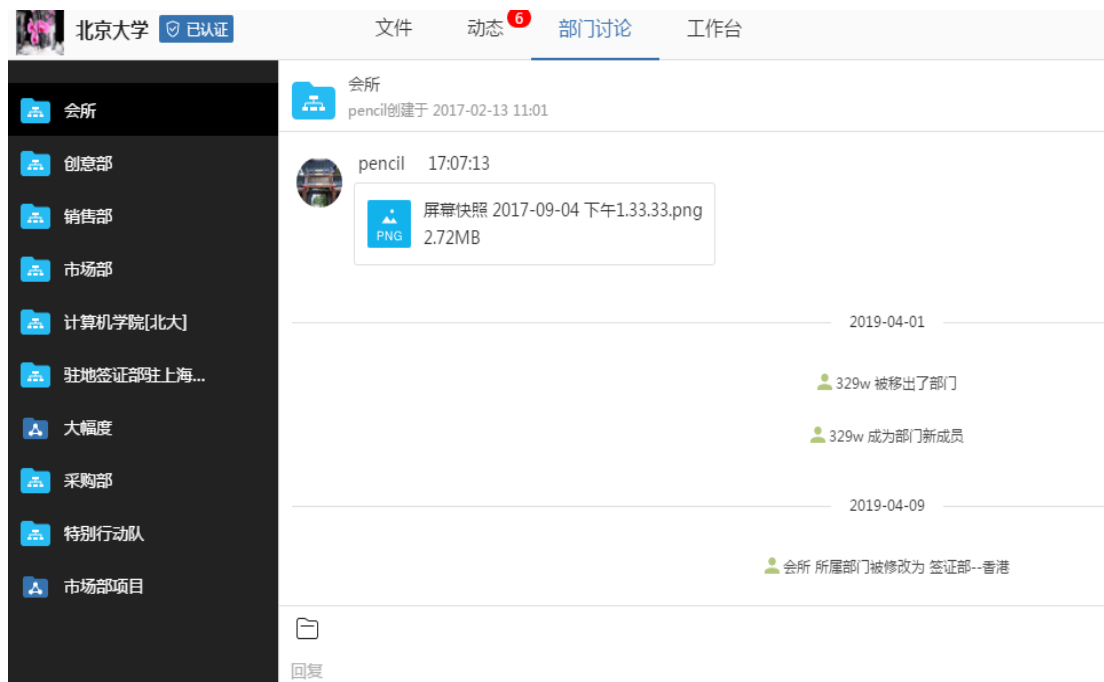 北京大学 已认证 文件 动态 6 部门讨论 工作台
会所
创意部
销售部
市场部
计算机学院[北大]
驻地签证部驻上海...
大幅度
采购部
特别行动队
市场部项目
会所
pencil创建于 2017-02-13 11:01
pencil 17:07:13
屏幕快照 2017-09-04 下午1.33.33.png
PNG 2.72MB
2019-04-01
329w 被移出了部门
329w 成为部门新成员
2019-04-09
会所 所属部门被修改为 签证部--香港
回复